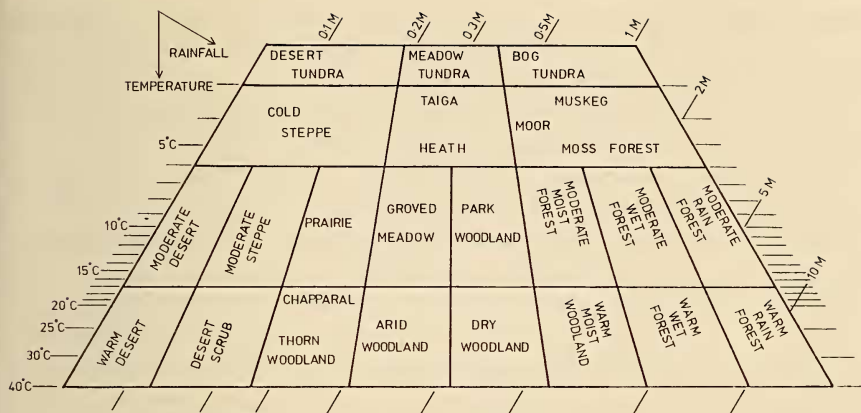 0.1M 0.2M 0.3M 0.5M 1M
RAINFALL
TEMPERATURE
DESERT
TUNDRA
MEADOW
TUNDRA
BOG
TUNDRA
2M
COLD
STEPPE
TAIGA
HEATH
MUSKEG
MOOR
MOSS FOREST
5°C
5M
MODERATE
DESERT
MODERATE
STEPPE
PRAIRIE
GROVED
MEADOW
PARK
WOODLAND
MODERATE
MOIST
FOREST
MODERATE
WET
FOREST
MODERATE
RAIN
FOREST
10°C
15°C
10M
20°C
25°C
30°C
40°C
WARM
DESERT
DESERT
SCRUB
CHAPPARAL
THORN
WOODLAND
ARID
WOODLAND
DRY
WOODLAND
WARM
MOIST
WOODLAND
WARM
WET
FOREST
WARM
RAIN
FOREST